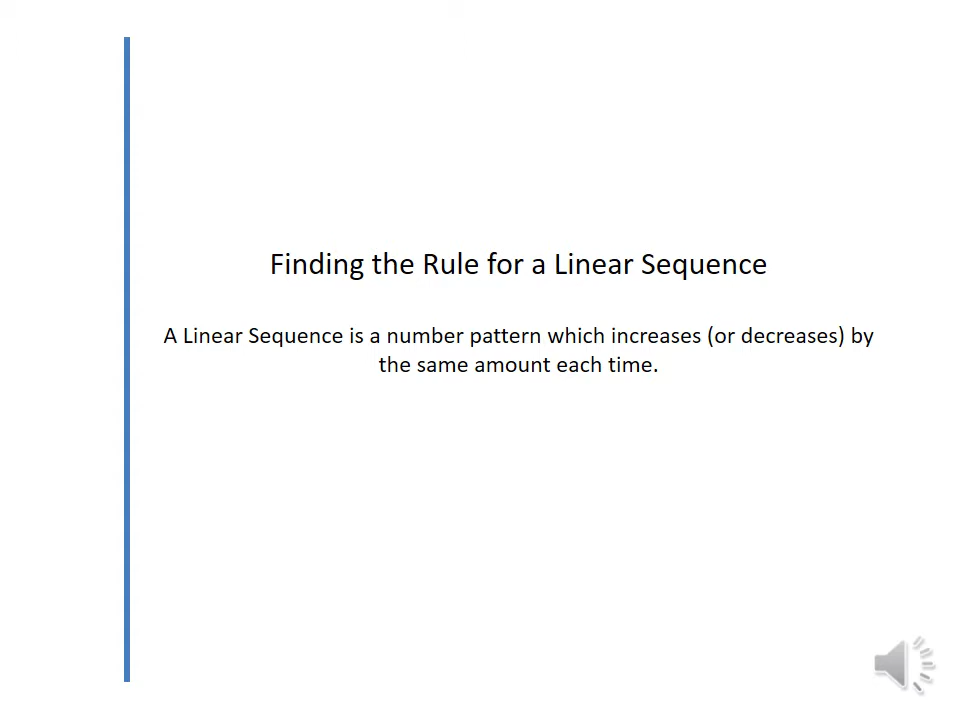 Finding the Rule for a Linear Sequence
A Linear Sequence is a number pattern which increases (or decreases) by
the same amount each time.